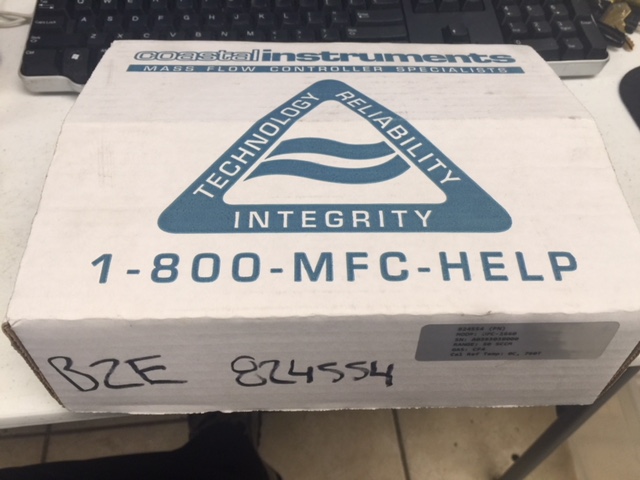 coastalinstruments
MASS FLOW CONTROLLER SPECIALISTS
TECHNOLOGY
RELIABILITY
INTEGRITY
1-800-MFC-HELP
BZE 824554